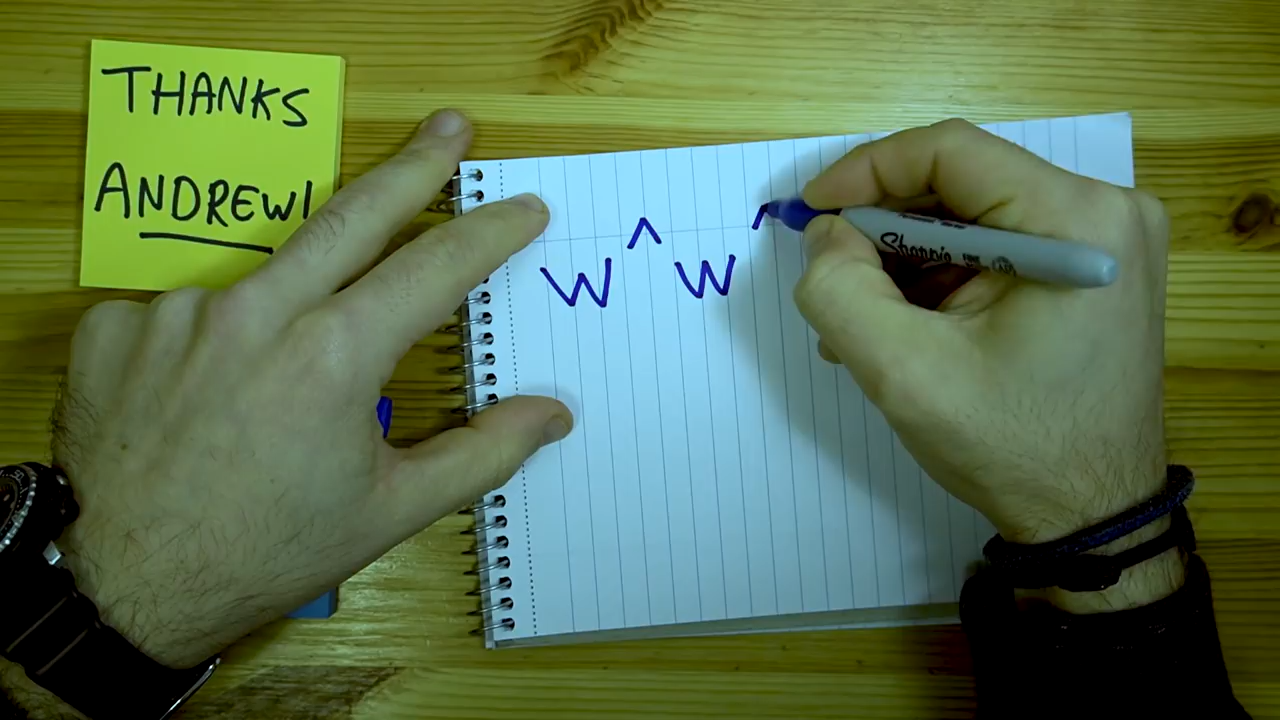 THANKS
ANDREW!
^
W W
Sharpie